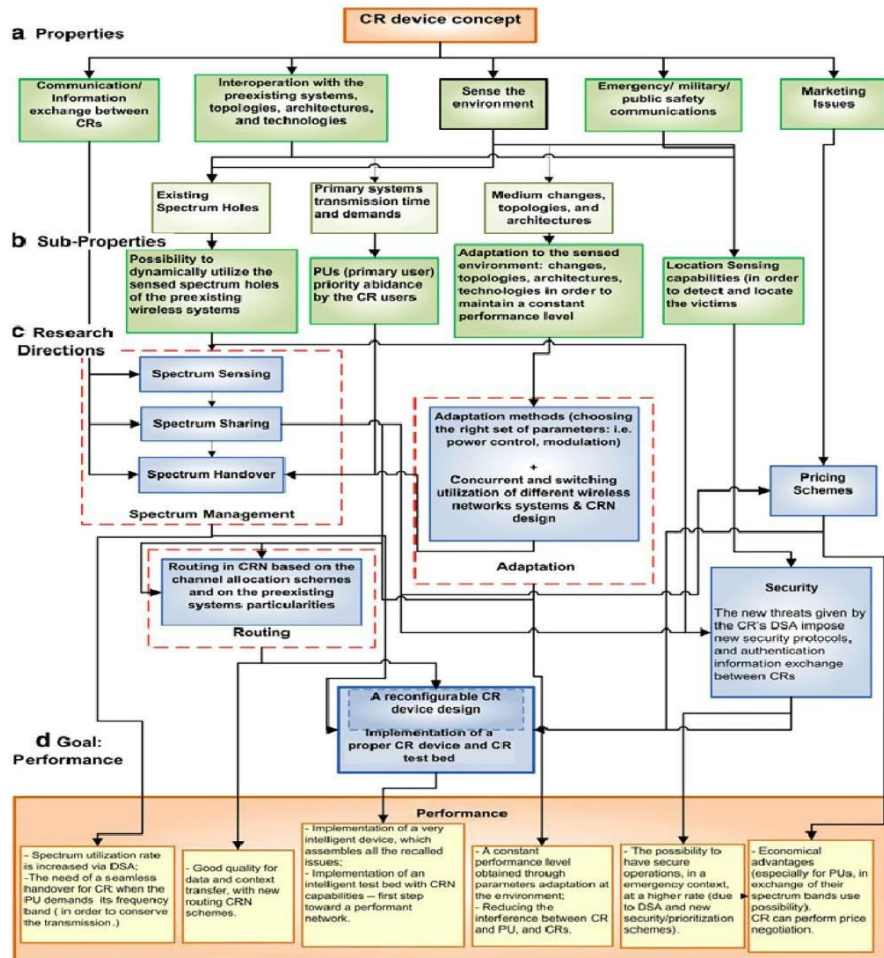 CR device concept
a Properties
Communication/
Information
exchange between
CRs
Interoperation with the
preexisting systems,
topologies, architectures,
and technologies
Sense the
environment
Emergency/ military/
public safety
communications
Marketing
Issues
Existing
Spectrum Holes
Primary systems
transmission time
and demands
Medium changes,
topologies, and
architectures
b Sub-Properties
Possibility to
dynamically utilize the
sensed spectrum holes
of the preexisting
wireless systems
PUs (primary user)
priority abidance
by the CR users
Adaptation to the sensed
environment: changes,
topologies, architectures,
technologies in order to
maintain a constant
performance level
Location Sensing
capabilities (in order
to detect and locate
the victims
c Research
Directions
Spectrum Sensing
Spectrum Sharing
Spectrum Handover
Spectrum Management
Adaptation methods (choosing
the right set of parameters: i.e.
power control, modulation)
+
Concurrent and switching
utilization of different wireless
networks systems & CRN
design
Adaptation
Pricing
Schemes
Routing in CRN based on the
channel allocation schemes
and on the preexisting
systems particularities
Routing
Security
The new threats given by
the CR's DSA impose
new security protocols,
and authentication
information exchange
between CRs
A reconfigurable CR
device design
Implementation of a
proper CR device and CR
test bed
d Goal:
Performance
Performance
- Spectrum utilization rate
is increased via DSA;
-The need of a seamless
handover for CR when the
PU demands its frequency
band ( in order to conserve
the transmission.)
- Good quality for
data and context
transfer, with new
routing CRN
schemes.
- Implementation of a very
intelligent device, which
assembles all the recalled
issues;
- Implementation of an
intelligent test bed with CRN
capabilities – first step
toward a performant
network.
- A constant
performance level
obtained through
parameters adaptation at
the environment;
- Reducing the
interference between CR
and PU, and CRs.
- The possibility to
have secure
operations, in a
emergency context,
at a higher rate (due
to DSA and new
security/prioritization
schemes).
- Economical
advantages
(especially for PUs, in
exchange of their
spectrum bands use
possibility).
CR can perform price
negotiation.